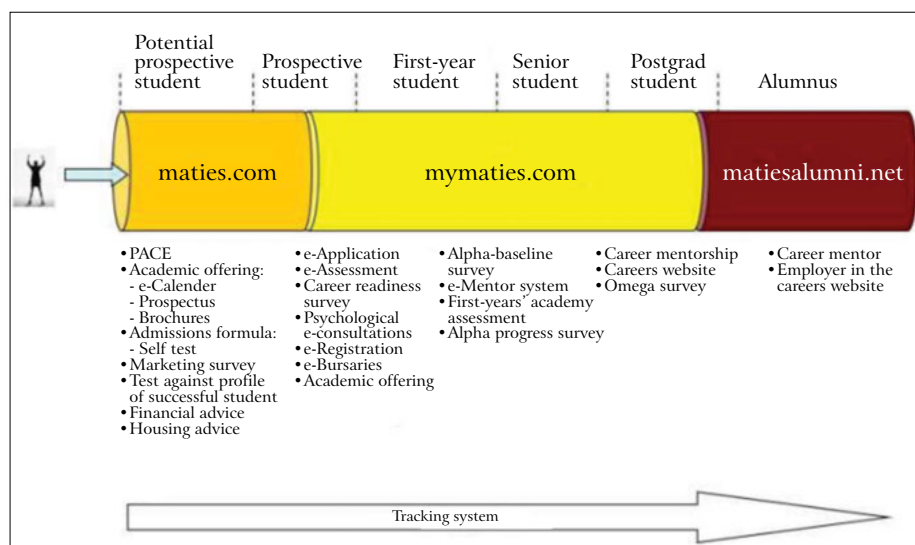 Potential
prospective
student
Prospective
student
First-year
student
Senior
student
Postgrad
student
Alumnus
maties.com
mymaties.com
matiesalumni.net
• PACE
• Academic offering:
- e-Calender
- Prospectus
- Brochures
• Admissions formula:
- Self test
• Marketing survey
• Test against profile
of successful student
• Financial advice
• Housing advice
• e-Application
• e-Assessment
• Career readiness
survey
• Psychological
e-consultations
• e-Registration
• e-Bursaries
• Academic offering
• Alpha-baseline
survey
• e-Mentor system
• First-years’ academy
assessment
• Alpha progress survey
• Career mentorship
• Careers website
• Omega survey
• Career mentor
• Employer in the
careers website
Tracking system